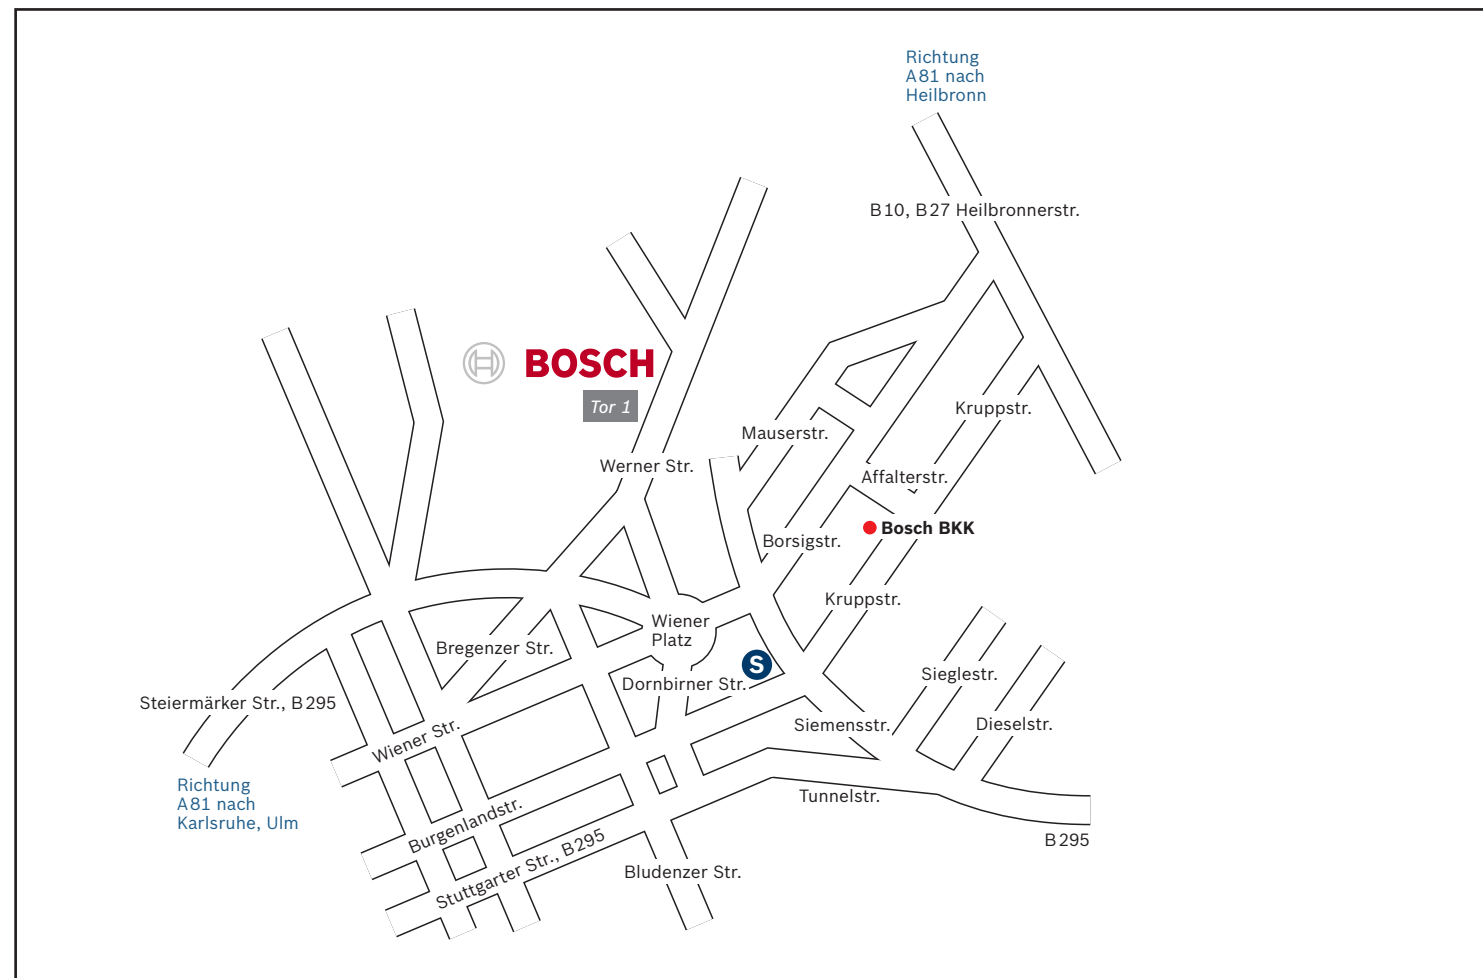 Richtung
A81 nach
Heilbronn
B10, B27 Heilbronnerstr.
BOSCH
Tor 1
Kruppstr.
Mauserstr.
Werner Str.
Affalterstr.
Bosch BKK
Borsigstr.
Kruppstr.
Wiener
Platz
Bregenzer Str.
S
Sieglestr.
Dornbirner Str.
Steiermärker Str., B295
Siemensstr.
Dieselstr.
Wiener Str.
Richtung
A81 nach
Karlsruhe, Ulm
Tunnelstr.
Burgenlandstr.
B295
Stuttgarter Str., B295
Bludenzer Str.